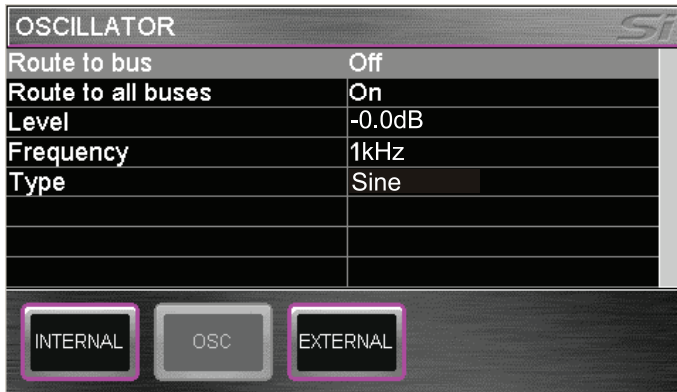 OSCILLATOR Si
Route to bus Off
Route to all buses On
Level -0.0dB
Frequency 1kHz
Type Sine
INTERNAL OSC EXTERNAL